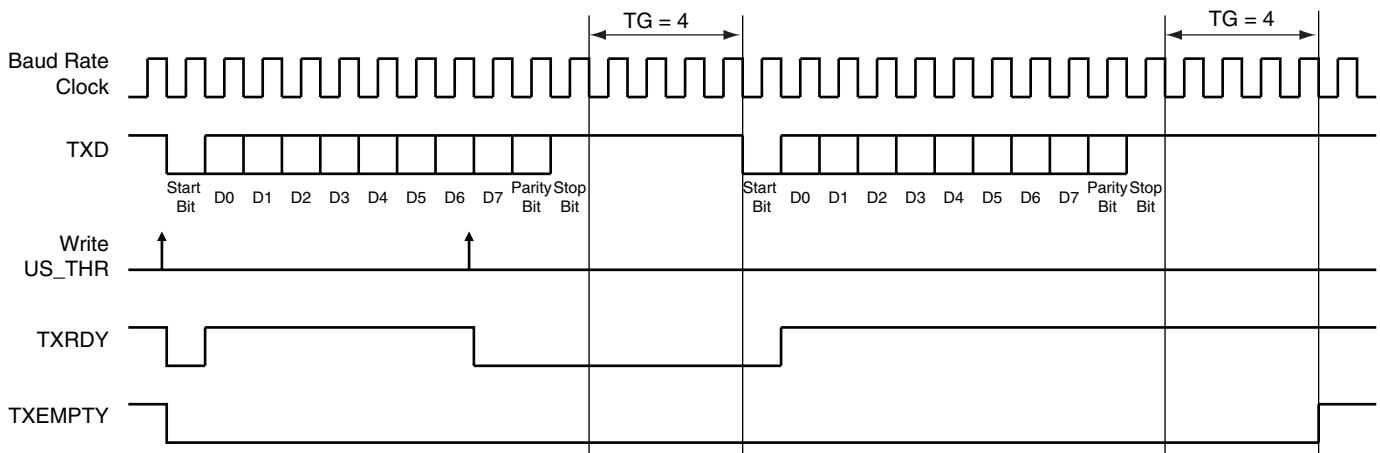 TG = 4
TG = 4
Baud Rate
Clock
TXD
Start
Bit
D0
D1
D2
D3
D4
D5
D6
D7
Parity
Bit
Stop
Bit
Start
Bit
D0
D1
D2
D3
D4
D5
D6
D7
Parity
Bit
Stop
Bit
Write
US_THR
TXRDY
TXEMPTY